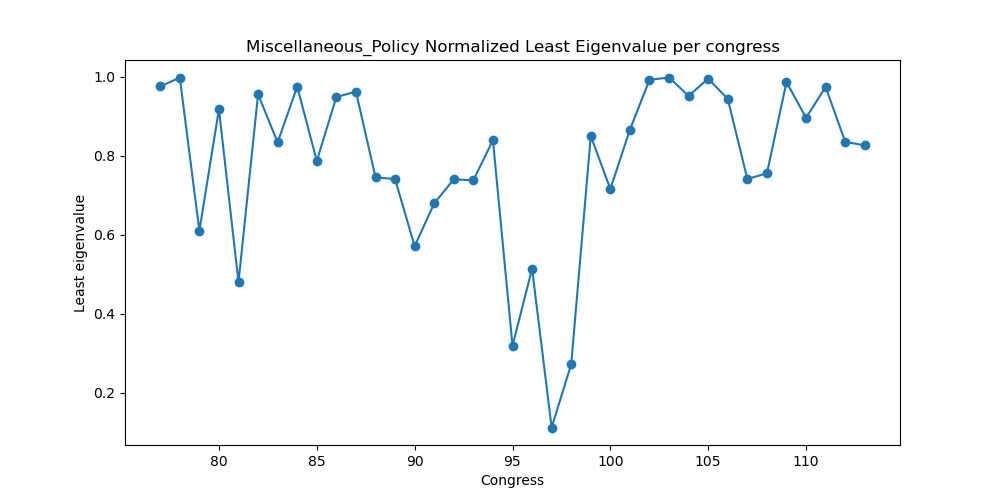 Miscellaneous_Policy Normalized Least Eigenvalue per congress
1.0
0.8
0.6
0.4
0.2
Least eigenvalue
80 85 90 95 100 105 110
Congress